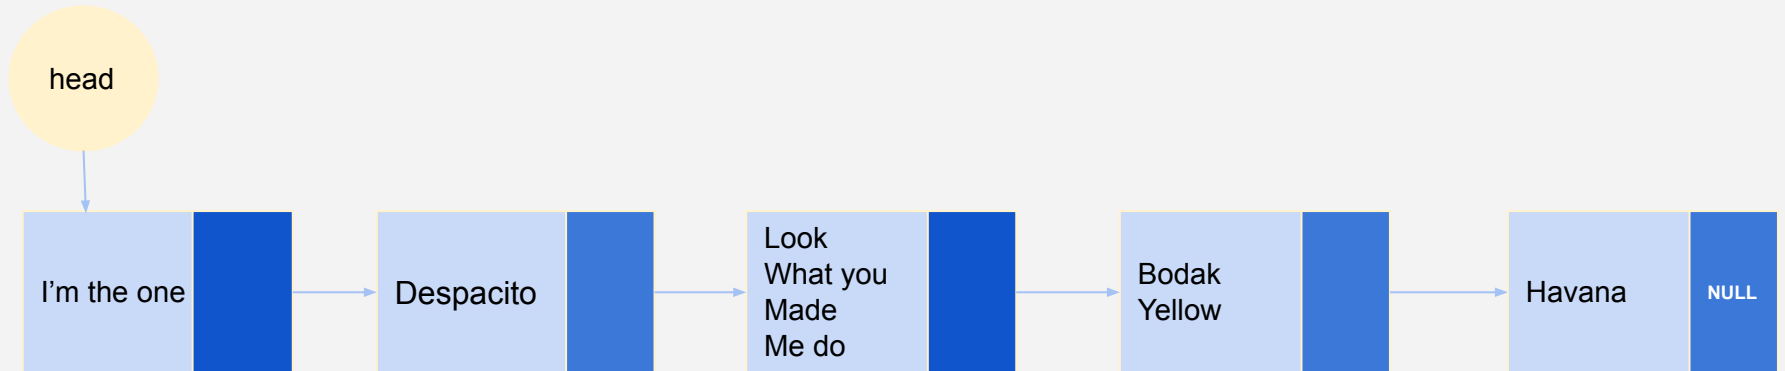 head
I’m the one
Despacito
Look
What you
Made
Me do
Bodak
Yellow
Havana
NULL